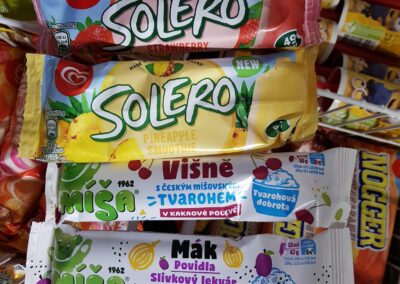 SOLERO
STRAWBERRY
NEW
SOLERO
PINEAPPLE
SMOOTHIE
MÍŠA
1962
Višně
S ČESKÝM MÍŠOVSKÝM
TVAROHEM
V KAKAOVÉ POLEVĚ
Tvarohová
dobrota
MÍŠA
1962
Mák
Povidla
Slivkový lekvár
NOGGER